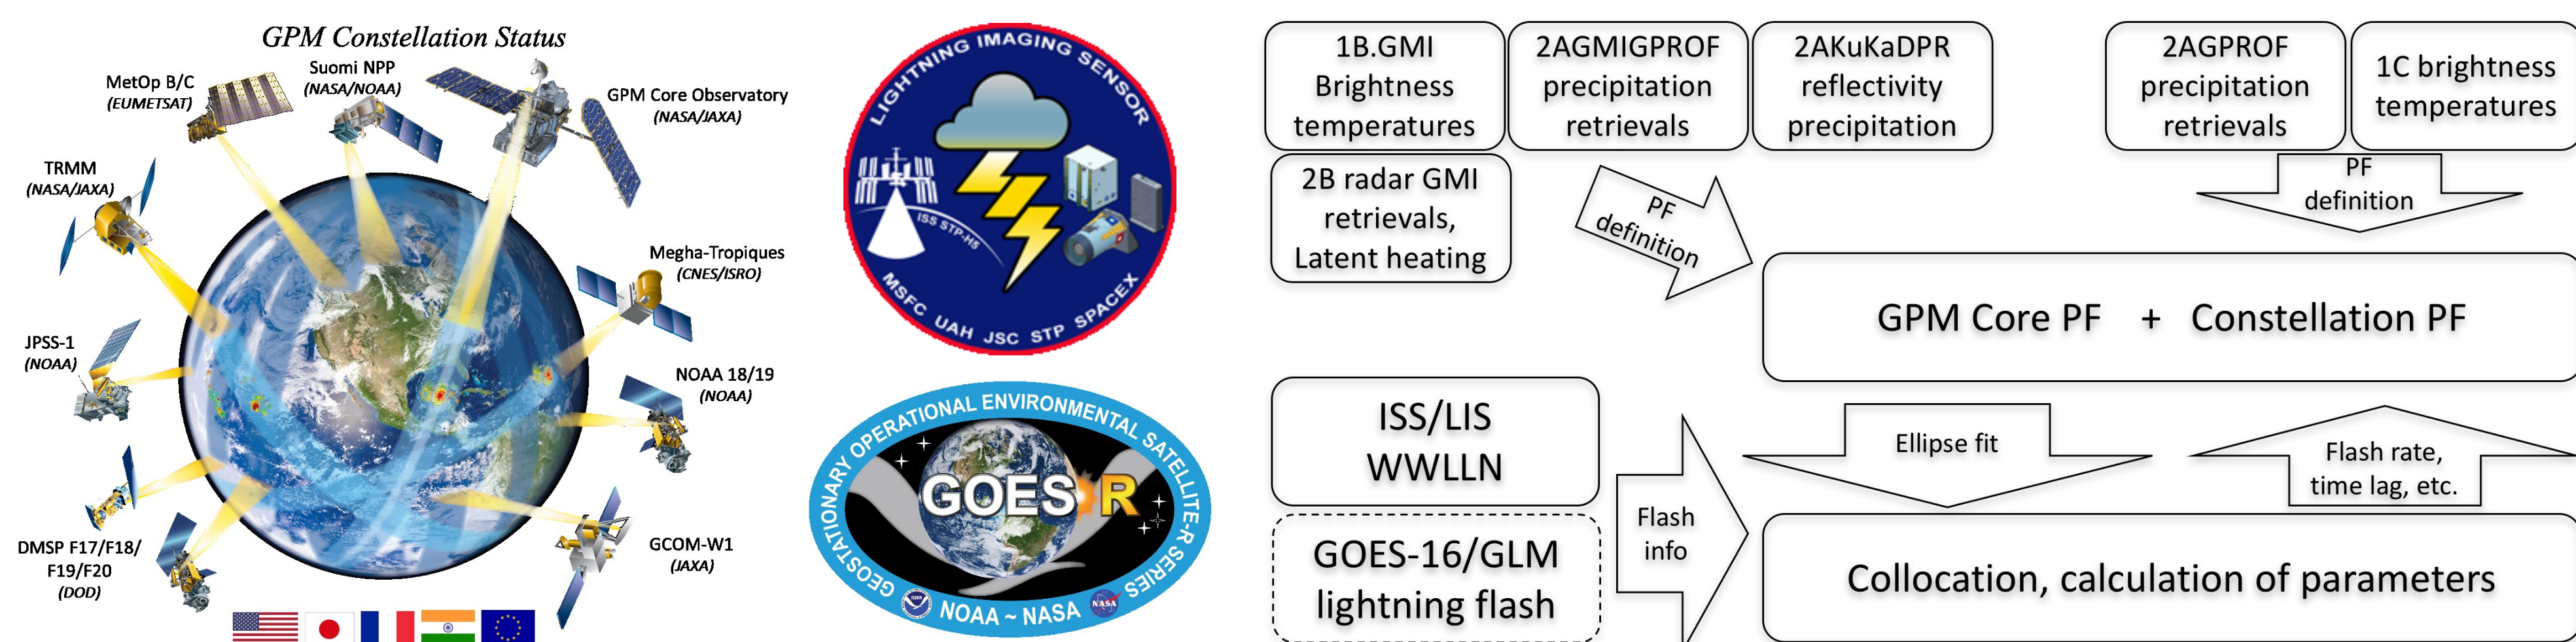 GPM Constellation Status
MetOp B/C
(EUMETSAT)
Suomi NPP
(NASA/NOAA)
GPM Core Observatory
(NASA/JAXA)
TRMM
(NASA/JAXA)
Megha-Tropiques
(CNES/ISRO)
JPSS-1
(NOAA)
NOAA 18/19
(NOAA)
DMSP F17/F18/
F19/F20
(DOD)
GCOM-W1
(JAXA)
LIGHTNING IMAGING SENSOR
ISS STP-H5
MSFC UAH JSC STP SPACEX
GEOSTATIONARY OPERATIONAL ENVIRONMENTAL SATELLITE-R SERIES
GOES R
NOAA ~ NASA
NASA
1B.GMI
Brightness
temperatures
2AGMIGPROF
precipitation
retrievals
2AKuKaDPR
reflectivity
precipitation
2AGPROF
precipitation
retrievals
1C brightness
temperatures
2B radar GMI
retrievals,
Latent heating
PF
definition
PF
definition
GPM Core PF + Constellation PF
ISS/LIS
WWLLN
Ellipse fit
Flash rate,
time lag, etc.
Flash
info
GOES-16/GLM
lightning flash
Collocation, calculation of parameters